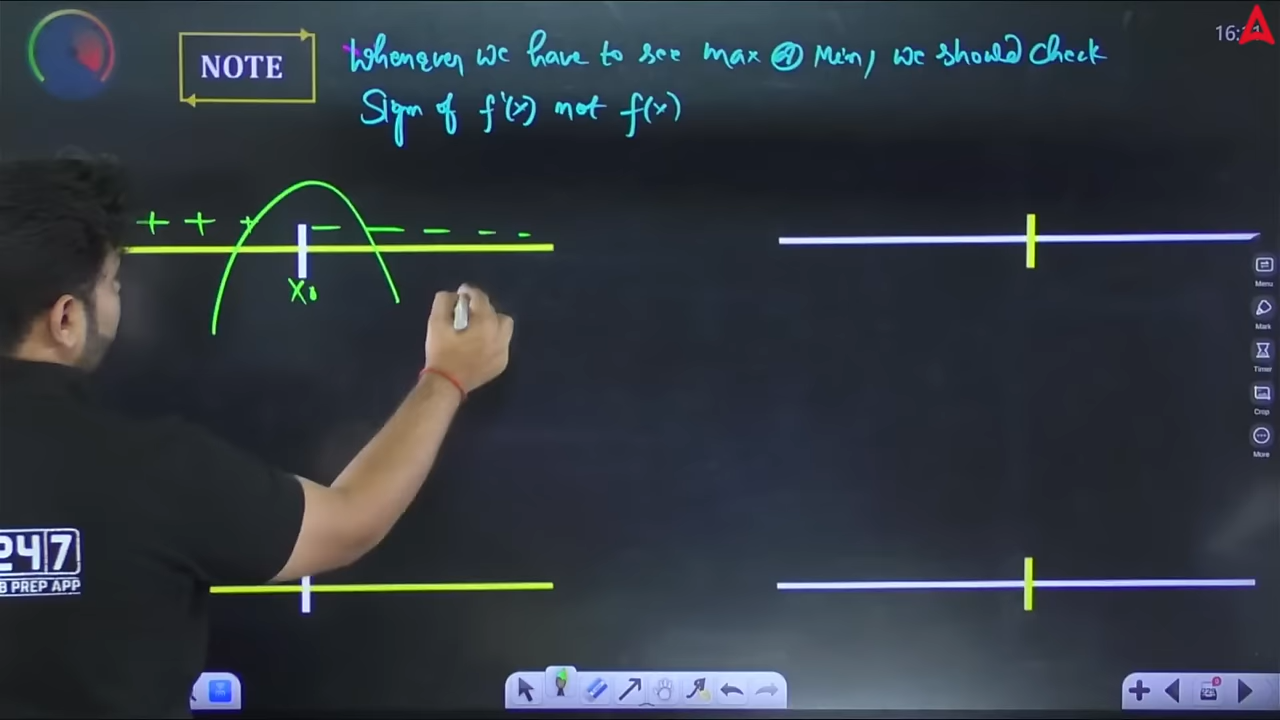 16:
NOTE
Whenever we have to see max or Min, we should check
Sign of f'(x) not f(x)
+ + + - - - - -
x₀
Menu
Mark
Timer
Crop
More
247
B PREP APP